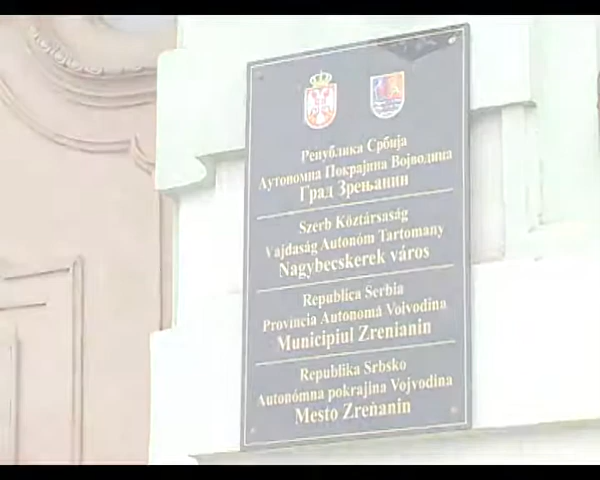 Република Србија
Аутономна Покрајина Војводина
Град Зрењанин
Szerb Köztársaság
Vajdaság Autonóm Tartomány
Nagybecskerek város
Republica Serbia
Provincia Autonomă Voivodina
Municipiul Zrenianin
Republika Srbsko
Autonómna pokrajina Vojvodina
Mesto Zreňanin